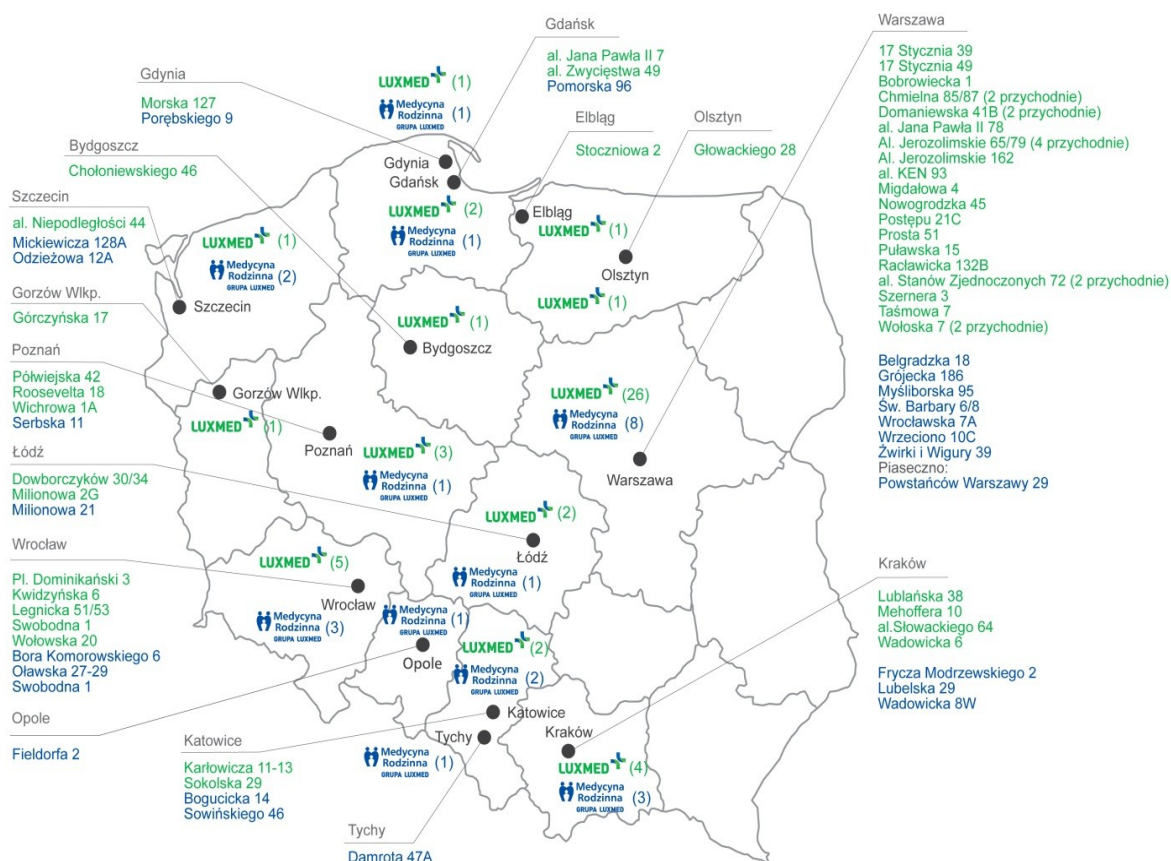 Warszawa
17 Stycznia 39
17 Stycznia 49
Bobrowiecka 1
Chmielna 85/87 (2 przychodnie)
Domaniewska 41B (2 przychodnie)
al. Jana Pawła II 78
Al. Jerozolimskie 65/79 (4 przychodnie)
Al. Jerozolimskie 162
al. KEN 93
Migdałowa 4
Nowogrodzka 45
Postępu 21C
Prosta 51
Puławska 15
Racławicka 132B
al. Stanów Zjednoczonych 72 (2 przychodnie)
Szernera 3
Taśmowa 7
Wołoska 7 (2 przychodnie)
Belgradzka 18
Grójecka 186
Myśliborska 95
Św. Barbary 6/8
Wrocławska 7A
Wrzeciono 10C
Żwirki i Wigury 39
Piaseczno:
Powstańców Warszawy 29
Gdańsk
al. Jana Pawła II 7
al. Zwycięstwa 49
Pomorska 96
Gdynia
Morska 127
Porębskiego 9
LUXMED (1)
Medycyna
Rodzinna (1)
GRUPA LUXMED
Elbląg
Stoczniowa 2
Olsztyn
Głowackiego 28
Bydgoszcz
Chołoniewskiego 46
Szczecin
al. Niepodległości 44
Mickiewicza 128A
Odzieżowa 12A
Gorzów Wlkp.
Górczyńska 17
Poznań
Półwiejska 42
Roosevelta 18
Wichrowa 1A
Serbska 11
Łódź
Dowborczyków 30/34
Milionowa 2G
Milionowa 21
Wrocław
Pl. Dominikański 3
Kwidzyńska 6
Legnicka 51/53
Swobodna 1
Wołowska 20
Bora Komorowskiego 6
Oławska 27-29
Swobodna 1
Opole
Fieldorfa 2
Katowice
Karłowicza 11-13
Sokolska 29
Bogucicka 14
Sowińskiego 46
Tychy
Damrota 47A
Kraków
Lublańska 38
Mehoffera 10
al.Słowackiego 64
Wadowicka 6
Frycza Modrzewskiego 2
Lubelska 29
Wadowicka 8W
Gdynia
Gdańsk
LUXMED (2)
Medycyna
Rodzinna (1)
GRUPA LUXMED
Elbląg
LUXMED (1)
Olsztyn
LUXMED (1)
LUXMED (1)
Medycyna
Rodzinna (2)
GRUPA LUXMED
Szczecin
LUXMED (1)
Bydgoszcz
Gorzów Wlkp.
LUXMED (1)
Poznań
LUXMED (3)
Medycyna
Rodzinna (1)
GRUPA LUXMED
LUXMED (26)
Medycyna
Rodzinna (8)
GRUPA LUXMED
Warszawa
LUXMED (2)
Łódź
Medycyna
Rodzinna (1)
GRUPA LUXMED
LUXMED (5)
Wrocław
Medycyna
Rodzinna (3)
GRUPA LUXMED
Medycyna
Rodzinna (1)
GRUPA LUXMED
Opole
LUXMED (2)
Medycyna
Rodzinna (2)
GRUPA LUXMED
Katowice
Tychy
Medycyna
Rodzinna (1)
GRUPA LUXMED
Kraków
LUXMED (4)
Medycyna
Rodzinna (3)
GRUPA LUXMED